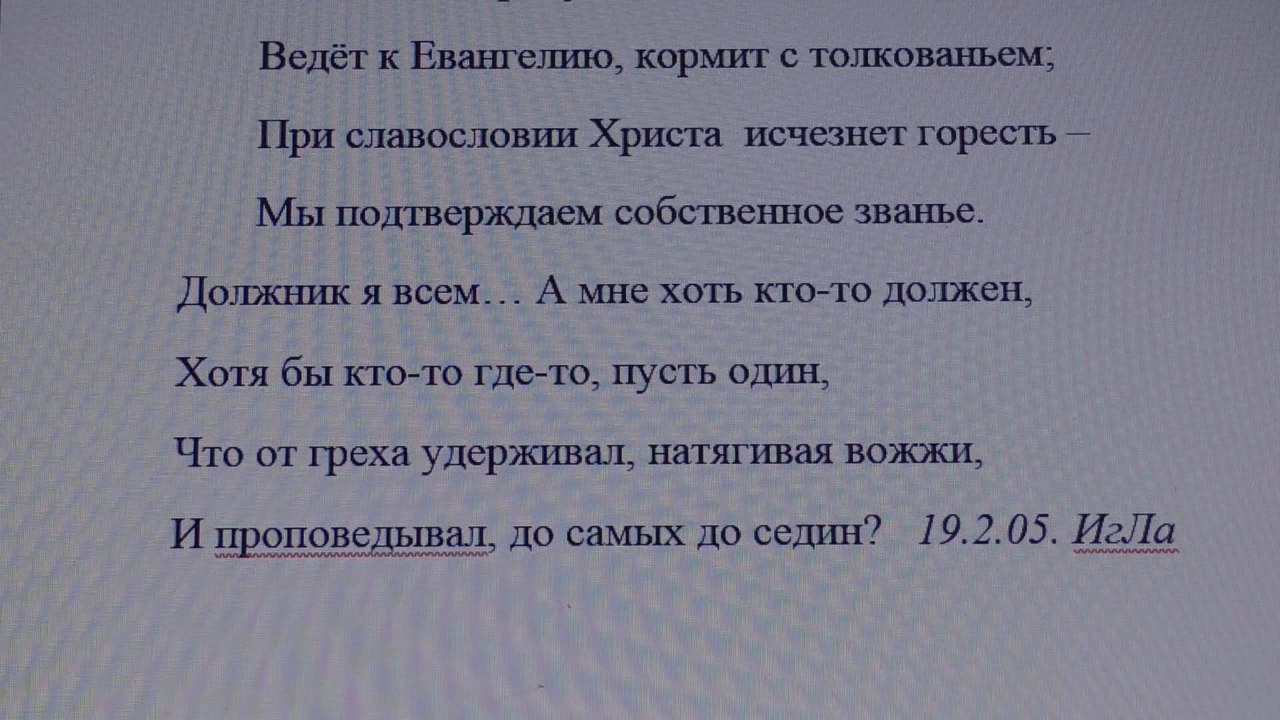 Ведёт к Евангелию, кормит с толкованьем;
При славословии Христа исчезнет горесть –
Мы подтверждаем собственное званье.
Должник я всем… А мне хоть кто-то должен,
Хотя бы кто-то где-то, пусть один,
Что от греха удерживал, натягивая вожжи,
И проповедывал, до самых до седин? 19.2.05. ИгЛа